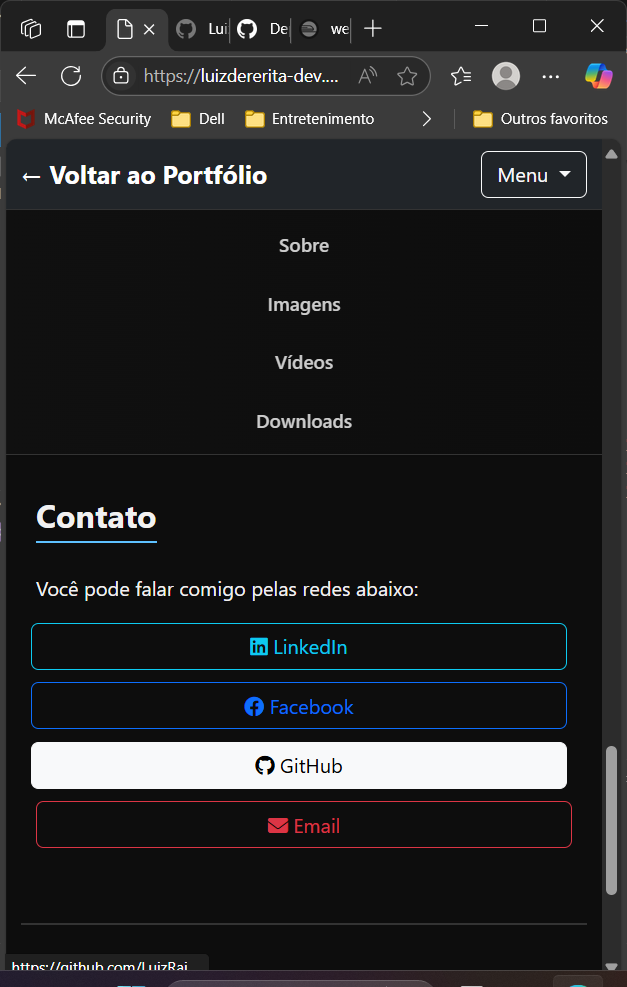 Lui
De
we
https://luizdererita-dev....
McAfee Security
Dell
Entretenimento
Outros favoritos
← Voltar ao Portfólio
Menu
Sobre
Imagens
Vídeos
Downloads
Contato
Você pode falar comigo pelas redes abaixo:
LinkedIn
Facebook
GitHub
Email
https://github.com/LuizRai